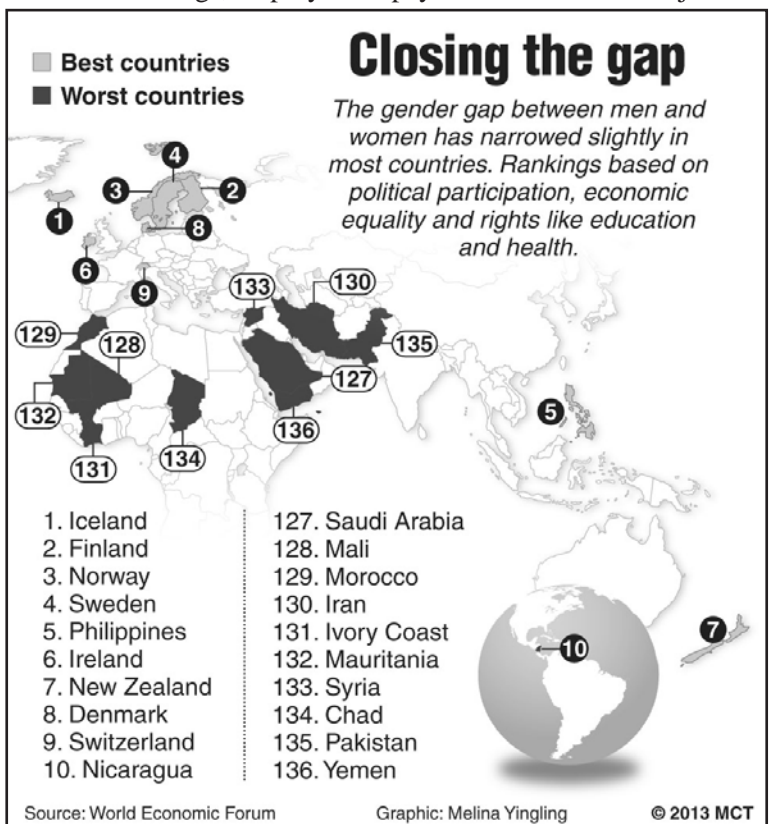 Best countries
Worst countries
Closing the gap
The gender gap between men and
women has narrowed slightly in
most countries. Rankings based on
political participation, economic
equality and rights like education
and health.
4
3
2
1
8
6
9
133
130
129
128
135
127
132
5
136
131
134
1. Iceland
2. Finland
3. Norway
4. Sweden
5. Philippines
6. Ireland
7. New Zealand
8. Denmark
9. Switzerland
10. Nicaragua
127. Saudi Arabia
128. Mali
129. Morocco
130. Iran
131. Ivory Coast
132. Mauritania
133. Syria
134. Chad
135. Pakistan
136. Yemen
7
10
Source: World Economic Forum
Graphic: Melina Yingling
© 2013 MCT